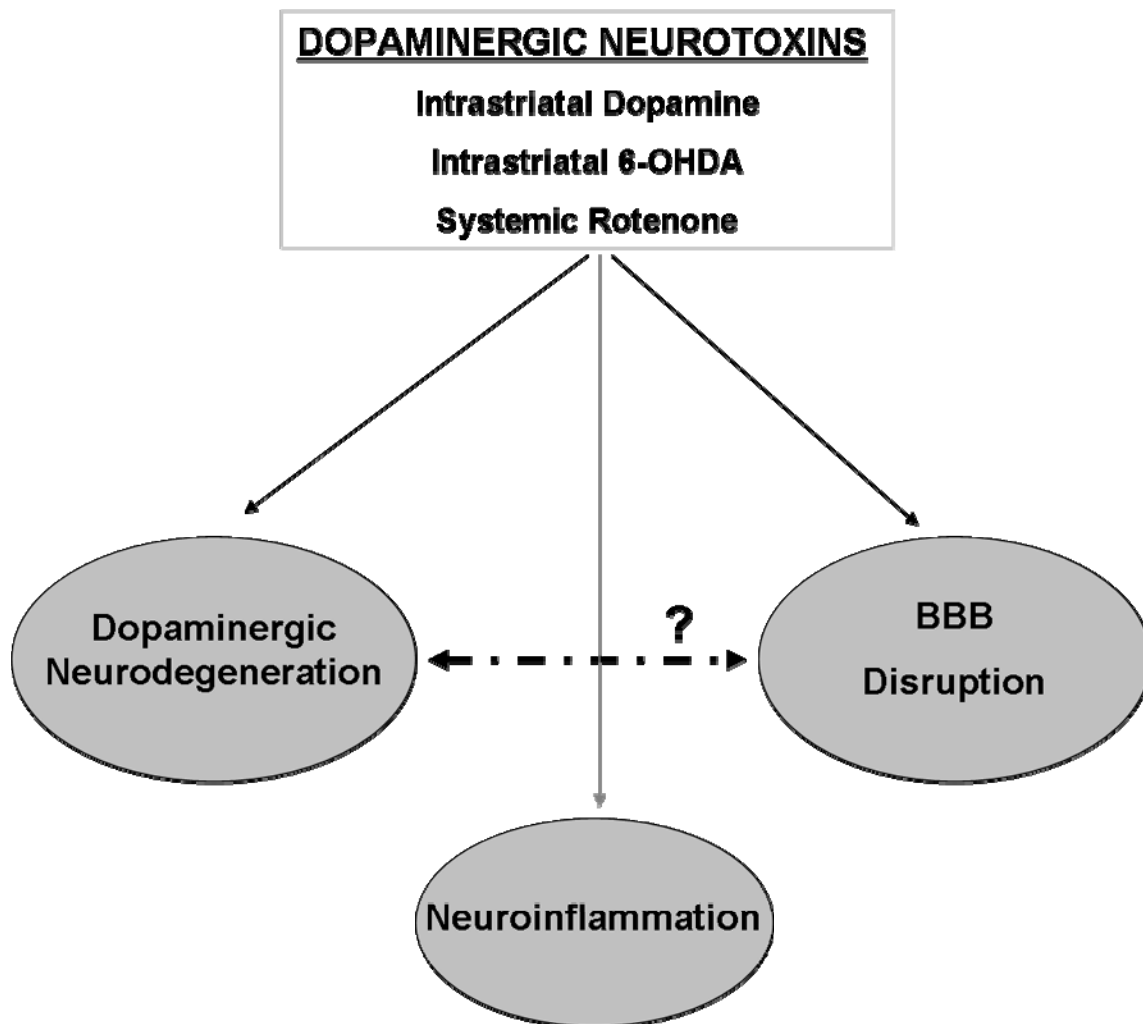 DOPAMINERGIC NEUROTOXINS
Intrastriatal Dopamine
Intrastriatal 6-OHDA
Systemic Rotenone
?
Dopaminergic
Neurodegeneration
BBB
Disruption
Neuroinflammation